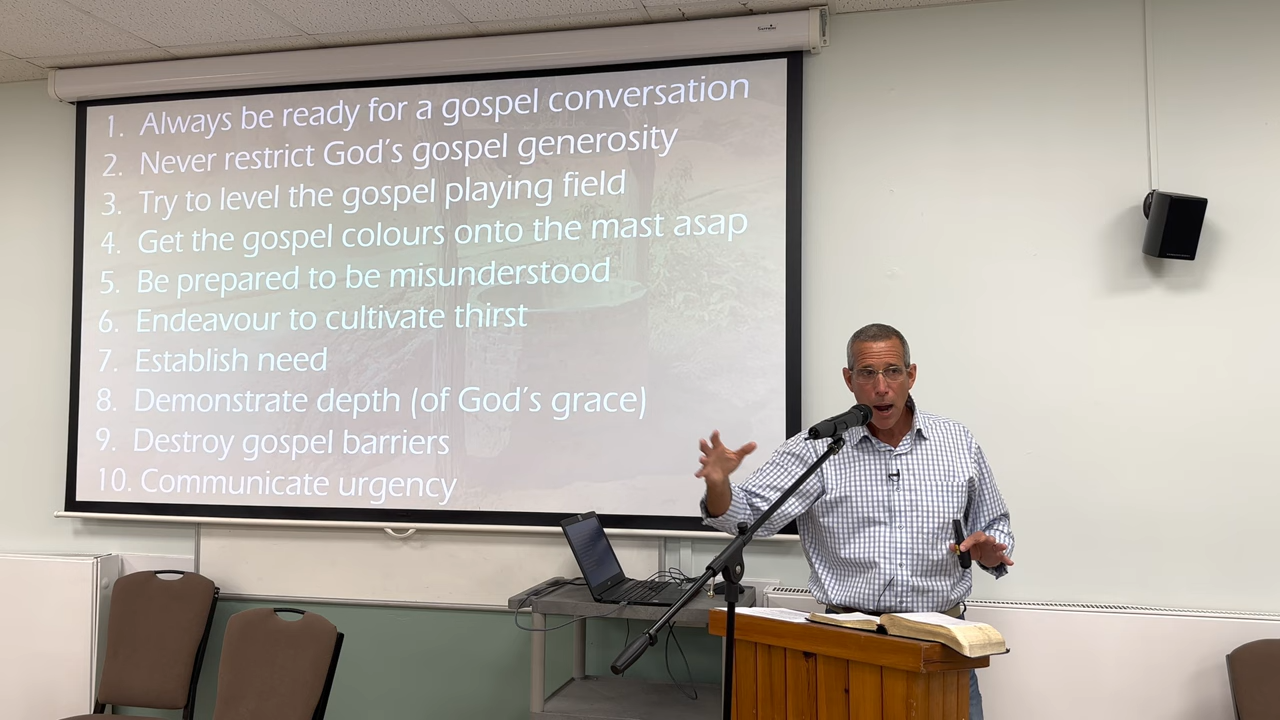 1. Always be ready for a gospel conversation
2. Never restrict God's gospel generosity
3. Try to level the gospel playing field
4. Get the gospel colours onto the mast asap
5. Be prepared to be misunderstood
6. Endeavour to cultivate thirst
7. Establish need
8. Demonstrate depth (of God's grace)
9. Destroy gospel barriers
10. Communicate urgency